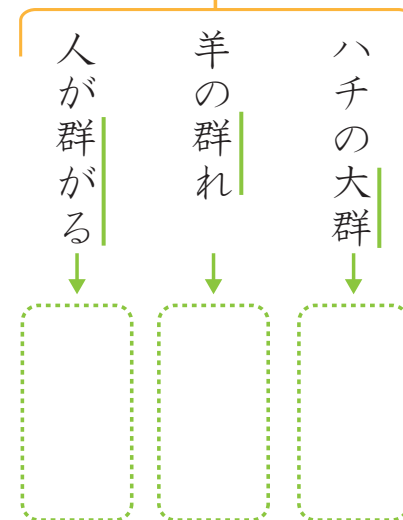 ハチの大群
羊の群れ
人が群がる